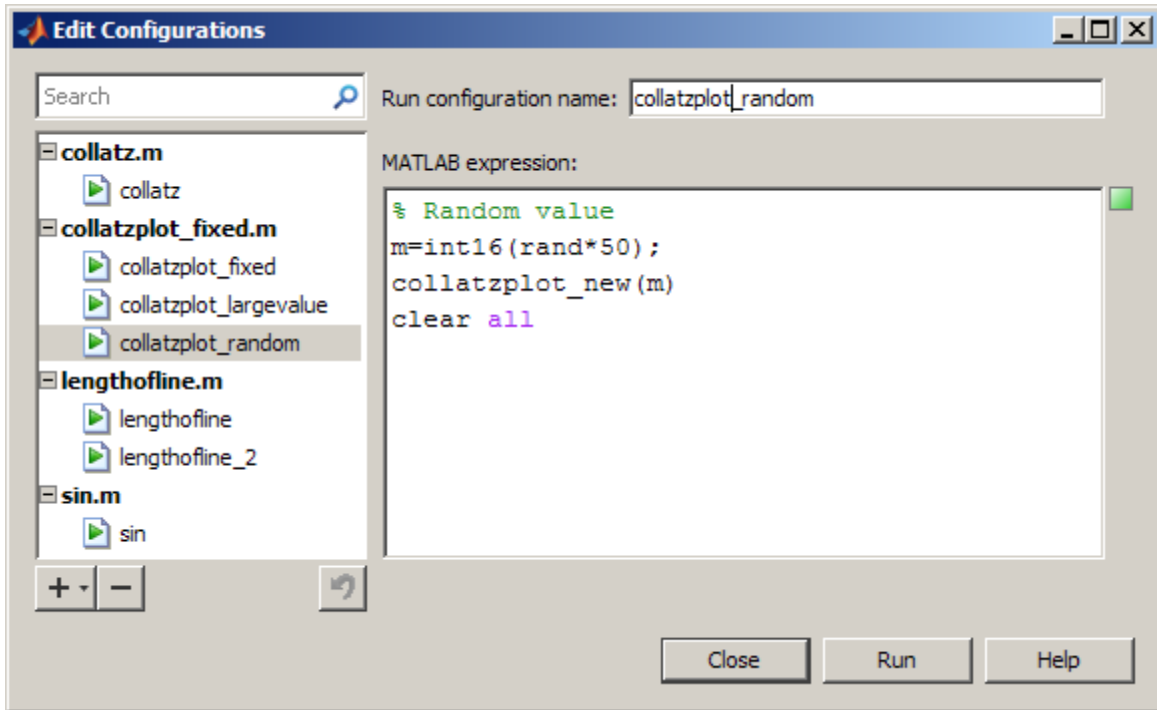 Edit Configurations
Search
Run configuration name: collatzplot_random
collatz.m
collatz
collatzplot_fixed.m
collatzplot_fixed
collatzplot_largevalue
collatzplot_random
lengthofline.m
lengthofline
lengthofline_2
sin.m
sin
MATLAB expression:
% Random value
m=int16(rand*50);
collatzplot_new(m)
clear all
Close Run Help